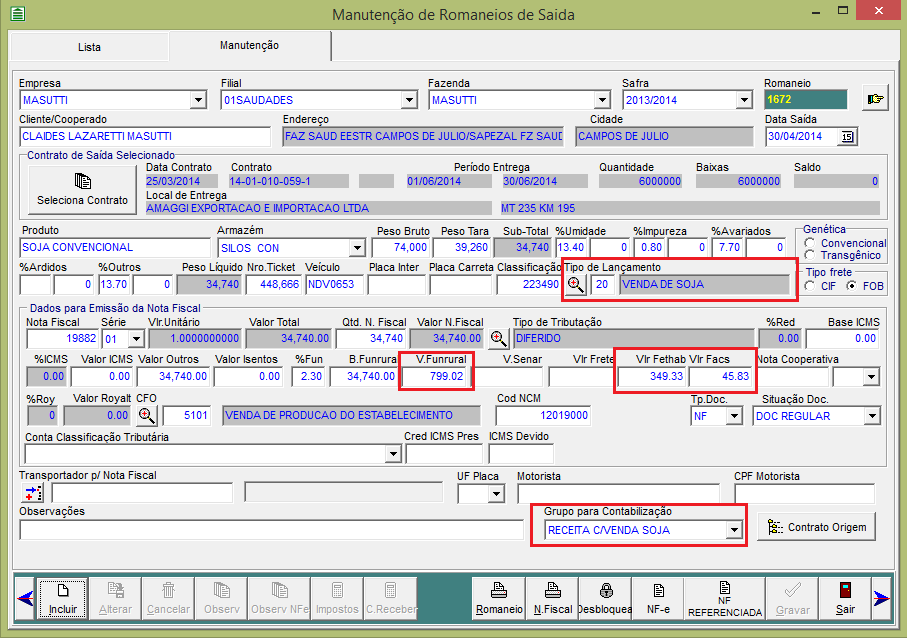 Manutenção de Romaneios de Saida
Lista Manutenção
Empresa Filial Fazenda Safra Romaneio
MASUTTI 01SAUDADES MASUTTI 2013/2014 1672
Cliente/Cooperado Endereço Cidade Data Saída
CLAIDES LAZARETTI MASUTTI FAZ SAUD EESTR CAMPOS DE JULIO/SAPEZAL FZ SAUD CAMPOS DE JULIO 30/04/2014 15
Contrato de Saída Selecionado
Data Contrato Contrato Período Entrega Quantidade Baixas Saldo
Seleciona Contrato 25/03/2014 14-01-010-059-1 01/06/2014 30/06/2014 6000000 6000000 0
Local de Entrega
AMAGGI EXPORTACAO E IMPORTACAO LTDA MT 235 KM 195
Produto Armazém Peso Bruto Peso Tara Sub-Total %Umidade %Impureza %Avariados Genética
SOJA CONVENCIONAL SILOS CON 74,000 39,260 34,740 13.40 0 0.80 0 7.70 0 Convencional
Transgênico
%Ardidos %Outros Peso Líquido Nro.Ticket Veículo Placa Inter Placa Carreta Classificação Tipo de Lançamento Tipo frete
0 13.70 0 34,740 448,666 NDV0653 223490 20 VENDA DE SOJA CIF FOB
Dados para Emissão da Nota Fiscal
Nota Fiscal Série Vlr.Unitário Valor Total Qtd. N. Fiscal Valor N.Fiscal Tipo de Tributação %Red Base ICMS
19882 01 1.0000000000 34,740.00 34,740 34,740.00 DIFERIDO 0.00 0.00
%ICMS Valor ICMS Valor Outros Valor Isentos %Fun B.Funrural V.Funrural V.Senar Vlr Frete Vlr Fethab Vlr Facs Nota Cooperativa
0.00 0.00 34,740.00 0.00 2.30 34,740.00 799.02 349.33 45.83
%Roy Valor Royalt CFO Cod NCM Tp.Doc. Situação Doc.
0 0.00 5101 VENDA DE PRODUCAO DO ESTABELECIMENTO 12019000 NF DOC REGULAR
Conta Classificação Tributária Cred ICMS Pres ICMS Devido
Transportador p/ Nota Fiscal UF Placa Motorista CPF Motorista
Observações Grupo para Contabilização
RECEITA C/VENDA SOJA Contrato Origem
Incluir Alterar Cancelar Observ Observ NFe Impostos C.Receber Romaneio N.Fiscal Desbloquea NF-e NF REFERENCIADA Gravar Sair